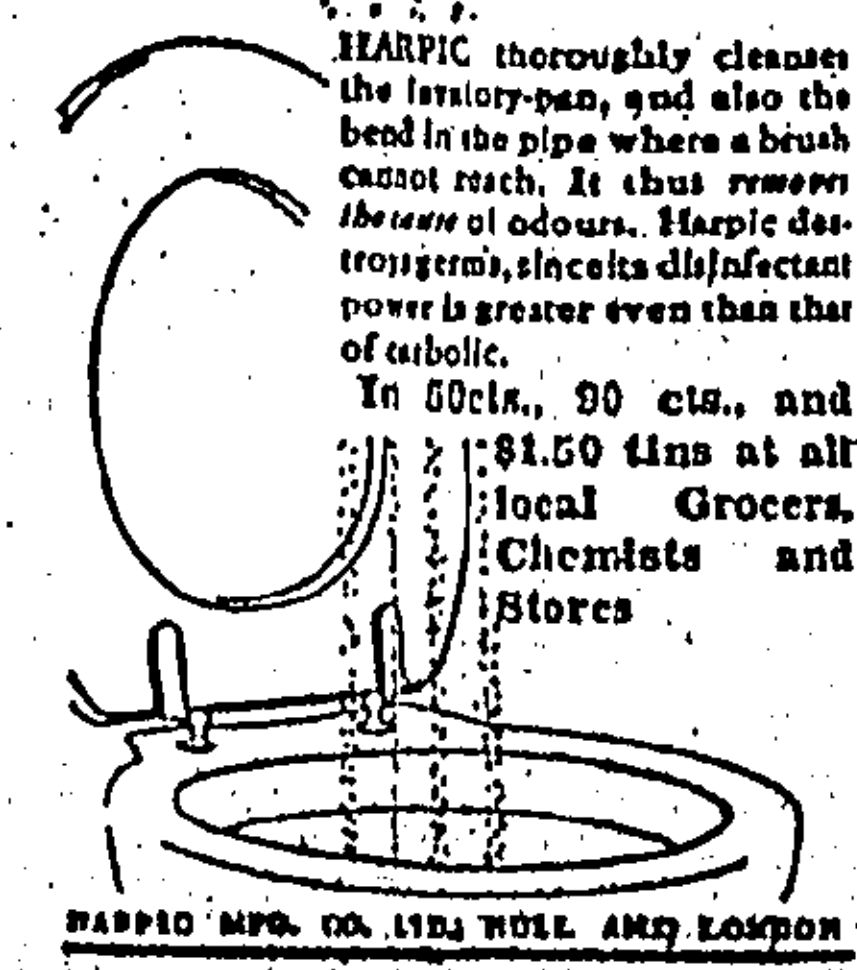 HARPIC thoroughly cleanses
the lavatory-pan, and also the
bend in the pipe where a brush
cannot reach. It thus removes
the cause of odours. Harpic des-
troys germs, since its disinfectant
power is greater even than that
of carbolic.
In 50cts., 90 cts., and
$1.50 tins at all
local Grocers,
Chemists and
Stores
HARPIC MFG. CO. LTD., HULL AND LONDON